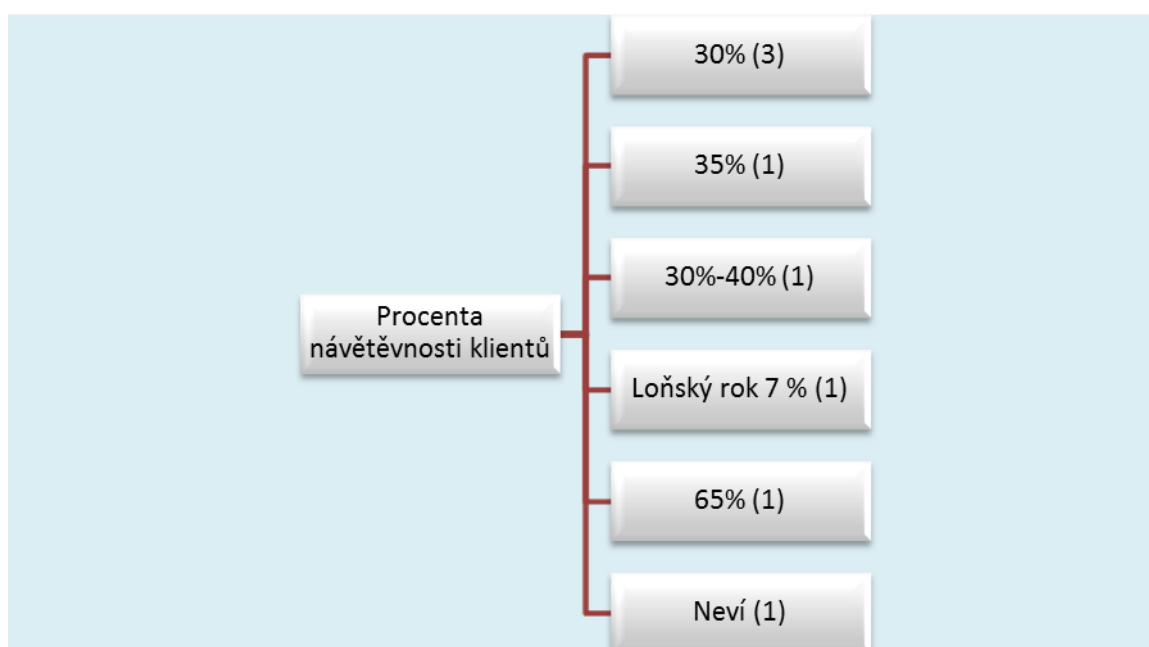 30% (3)
35% (1)
30%-40% (1)
Procenta
návětěvnosti klientů
Loňský rok 7 % (1)
65% (1)
Neví (1)